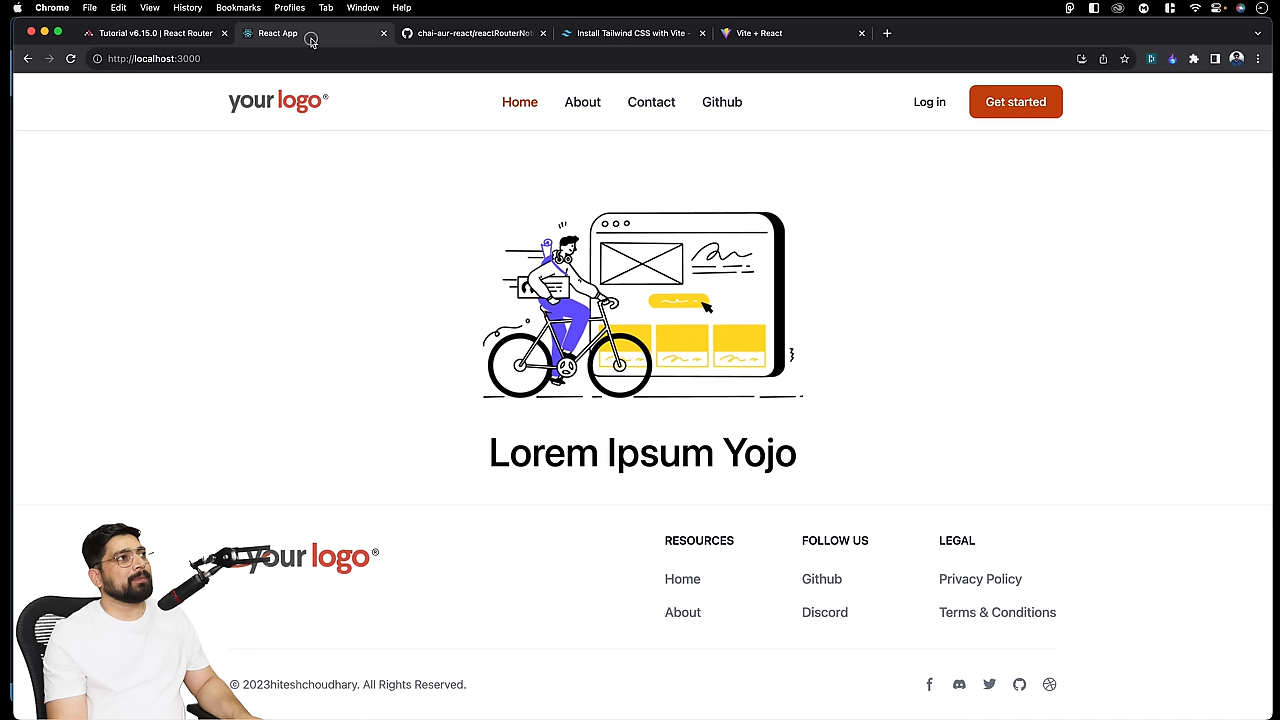 Chrome File Edit View History Bookmarks Profiles Tab Window Help
Tutorial v6.15.0 | React Router
React App
chai-aur-react/reactRouterNot
Install Tailwind CSS with Vite -
Vite + React
http://localhost:3000
your logo®
Home About Contact Github
Log in
Get started
Lorem Ipsum Yojo
your logo®
RESOURCES FOLLOW US LEGAL
Home Github Privacy Policy
About Discord Terms & Conditions
© 2023hiteshchoudhary. All Rights Reserved.